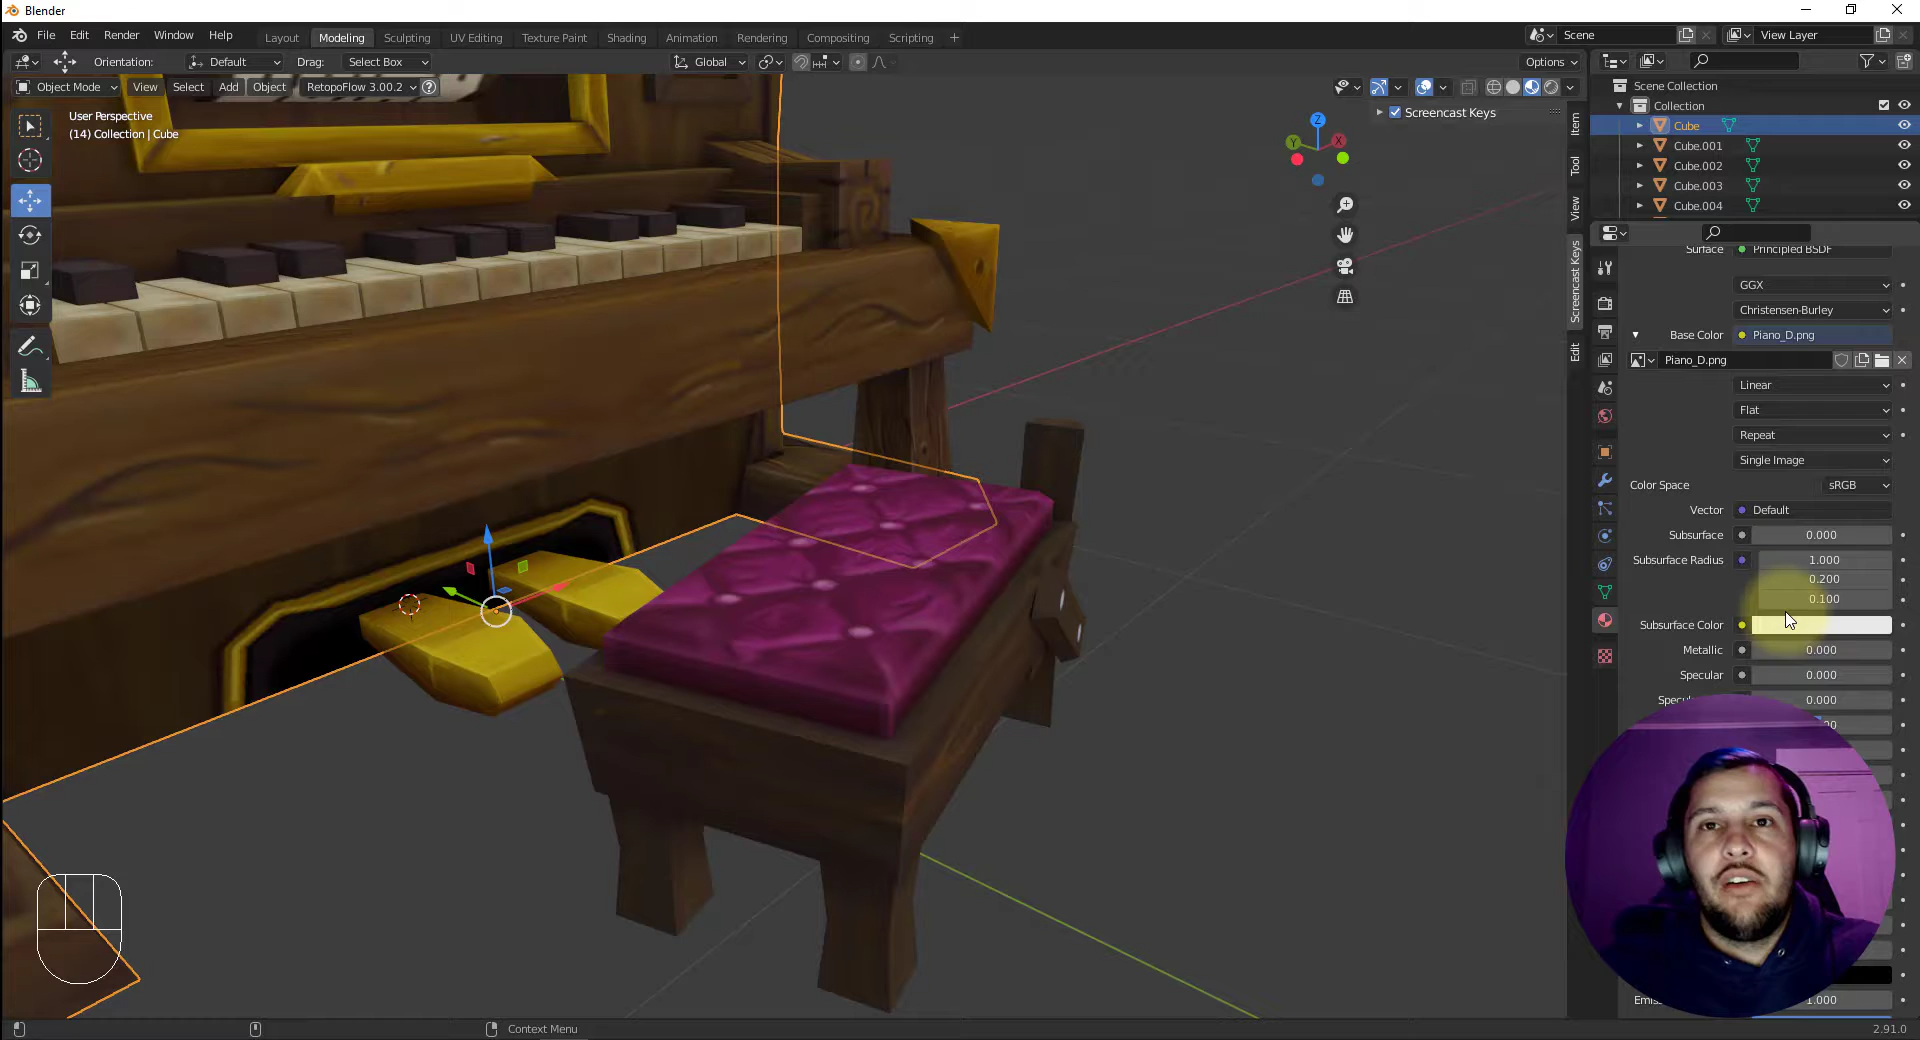 Blender
File Edit Render Window Help Layout Modeling Sculpting UV Editing Texture Paint Shading Animation Rendering Compositing Scripting + Scene View Layer
Orientation: Default Drag: Select Box Global Options
Object Mode View Select Add Object RetopoFlow 3.00.2 ?
User Perspective
(14) Collection | Cube
Screencast Keys
Z
Y
X
Item
Tool
View
Screencast Keys
Edit
Scene Collection
Collection
Cube
Cube.001
Cube.002
Cube.003
Cube.004
Surface Principled BSDF
GGX
Christensen-Burley
Base Color Piano_D.png
Piano_D.png
Linear
Flat
Repeat
Single Image
Color Space sRGB
Vector Default
Subsurface 0.000
Subsurface Radius 1.000
0.200
0.100
Subsurface Color
Metallic 0.000
Specular 0.000
0.000
1.000
Context Menu
2.91.0